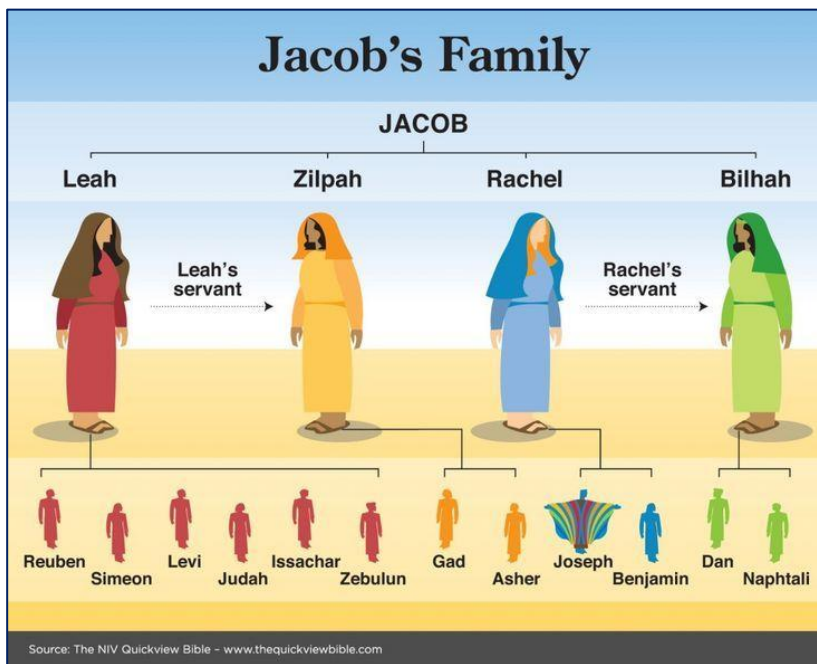 Jacob's Family
JACOB
Leah Zilpah Rachel Bilhah
Leah's
servant
Rachel's
servant
Reuben
Simeon
Levi
Judah
Issachar
Zebulun
Gad
Asher
Joseph
Benjamin
Dan
Naphtali
Source: The NIV Quickview Bible – www.thequickviewbible.com